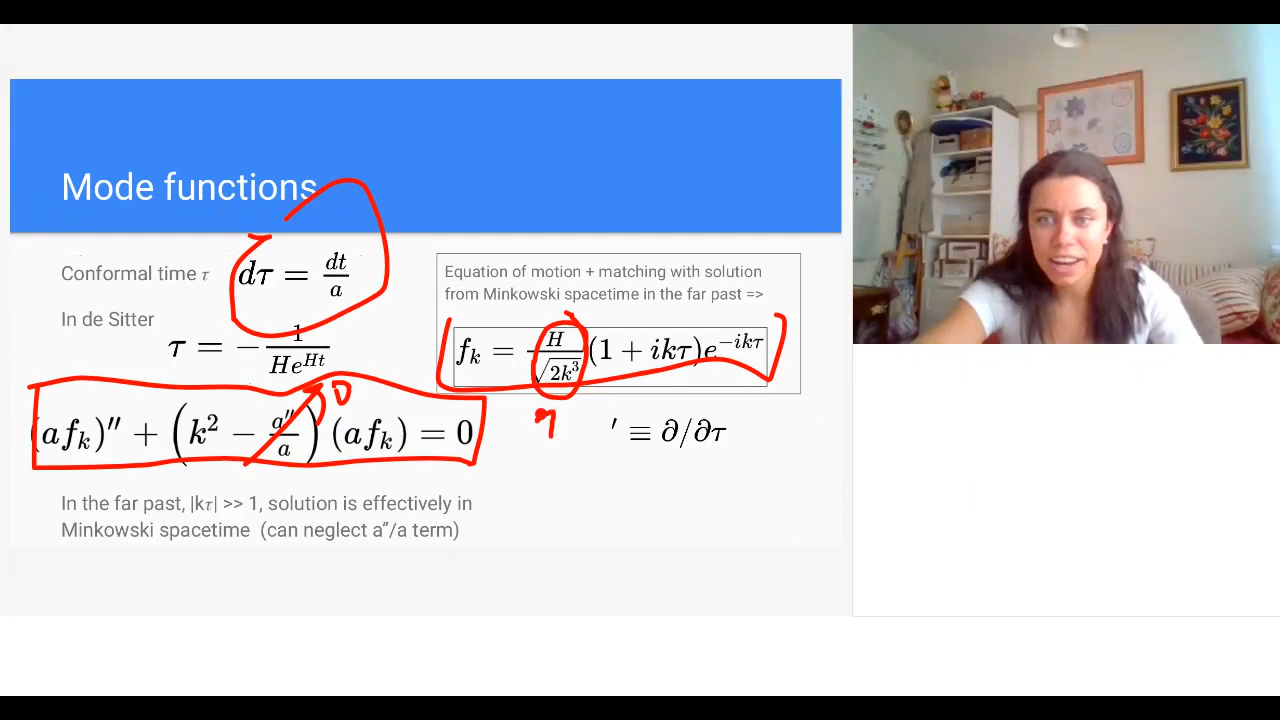 Mode functions
Conformal time τ dτ = dt/a
In de Sitter
τ = − 1/(He^{Ht})
(af_k)'' + (k² − a''/a)(af_k) = 0
0
In the far past, |kτ| >> 1, solution is effectively in
Minkowski spacetime (can neglect a”/a term)
Equation of motion + matching with solution
from Minkowski spacetime in the far past =>
f_k = H/√(2k³) (1 + ikτ)e^{−ikτ}
' ≡ ∂/∂τ